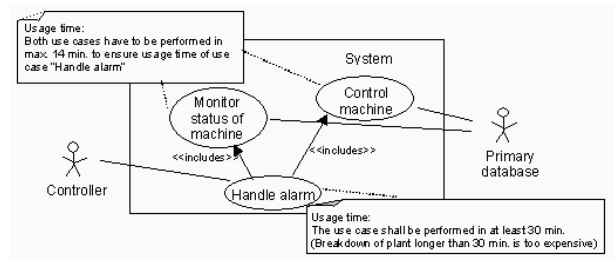 Usage time:
Both use cases have to be performed in
max. 14 min. to ensure usage time of use
case "Handle alarm"
System
Control
machine
Monitor
status of
machine
<<includes>>
<<includes>>
Primary
database
Controller
Handle alarm
Usage time:
The use case shall be performed in at least 30 min.
(Breakdown of plant longer than 30 min. is too expensive)